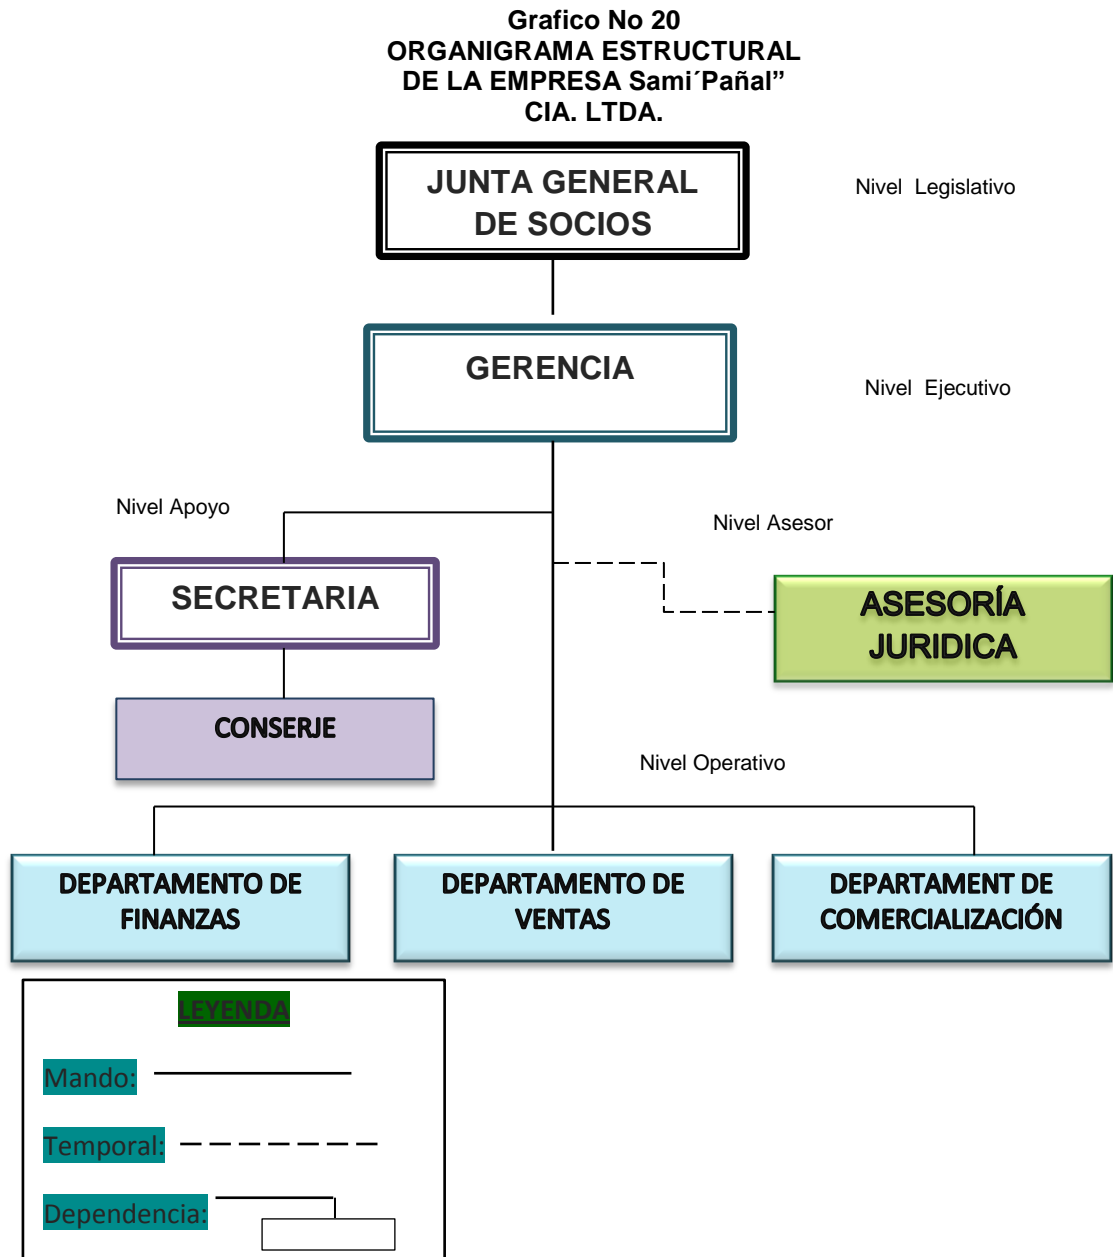 Grafico No 20
ORGANIGRAMA ESTRUCTURAL
DE LA EMPRESA Sami´Pañal”
CIA. LTDA.
JUNTA GENERAL
DE SOCIOS
Nivel Legislativo
GERENCIA
Nivel Ejecutivo
Nivel Apoyo
Nivel Asesor
SECRETARIA
ASESORÍA
JURIDICA
CONSERJE
Nivel Operativo
DEPARTAMENTO DE
FINANZAS
DEPARTAMENTO DE
VENTAS
DEPARTAMENT DE
COMERCIALIZACIÓN
LEYENDA
Mando:
Temporal:
Dependencia: